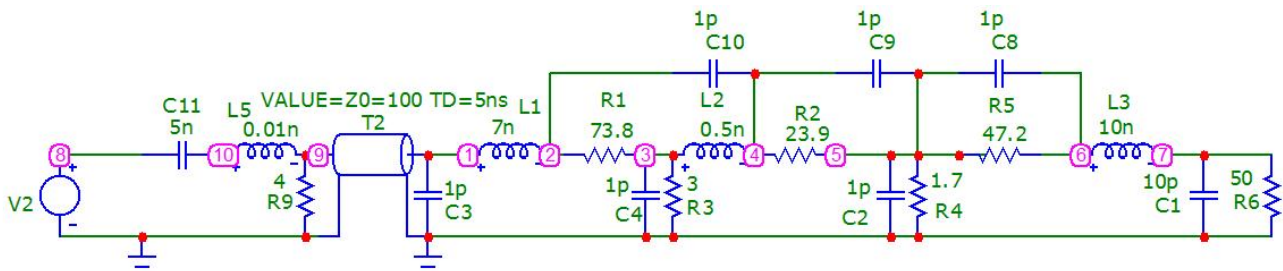 1p
C10
1p
C9
1p
C8
C11
5n
L5
0.01n
VALUE=Z0=100 TD=5ns
T2
L1
7n
R1
73.8
L2
0.5n
R2
23.9
R5
47.2
L3
10n
8
10
9
1
2
3
4
5
6
7
+
-
+
-
+
-
+
-
V2
+
-
4
R9
1p
C3
1p
C4
3
R3
1p
C2
1.7
R4
10p
C1
50
R6